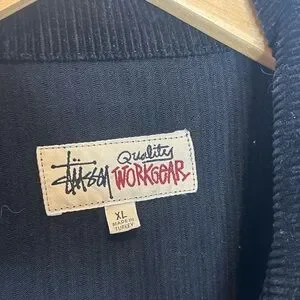 Stüssy Quality
WORKGEAR
XL
MADE IN
TURKEY